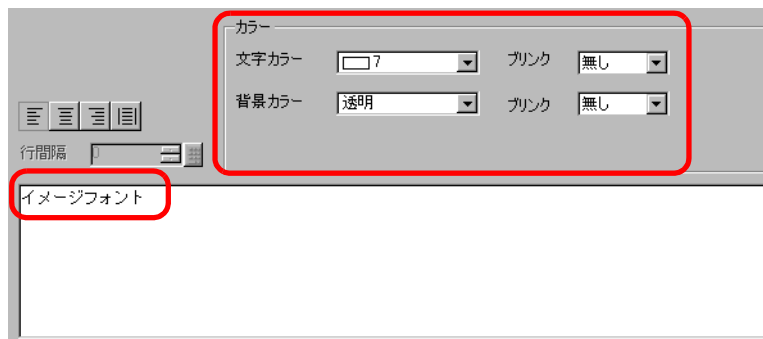 カラー
文字カラー 7 ブリンク 無し
背景カラー 透明 ブリンク 無し
行間隔 0
イメージフォント